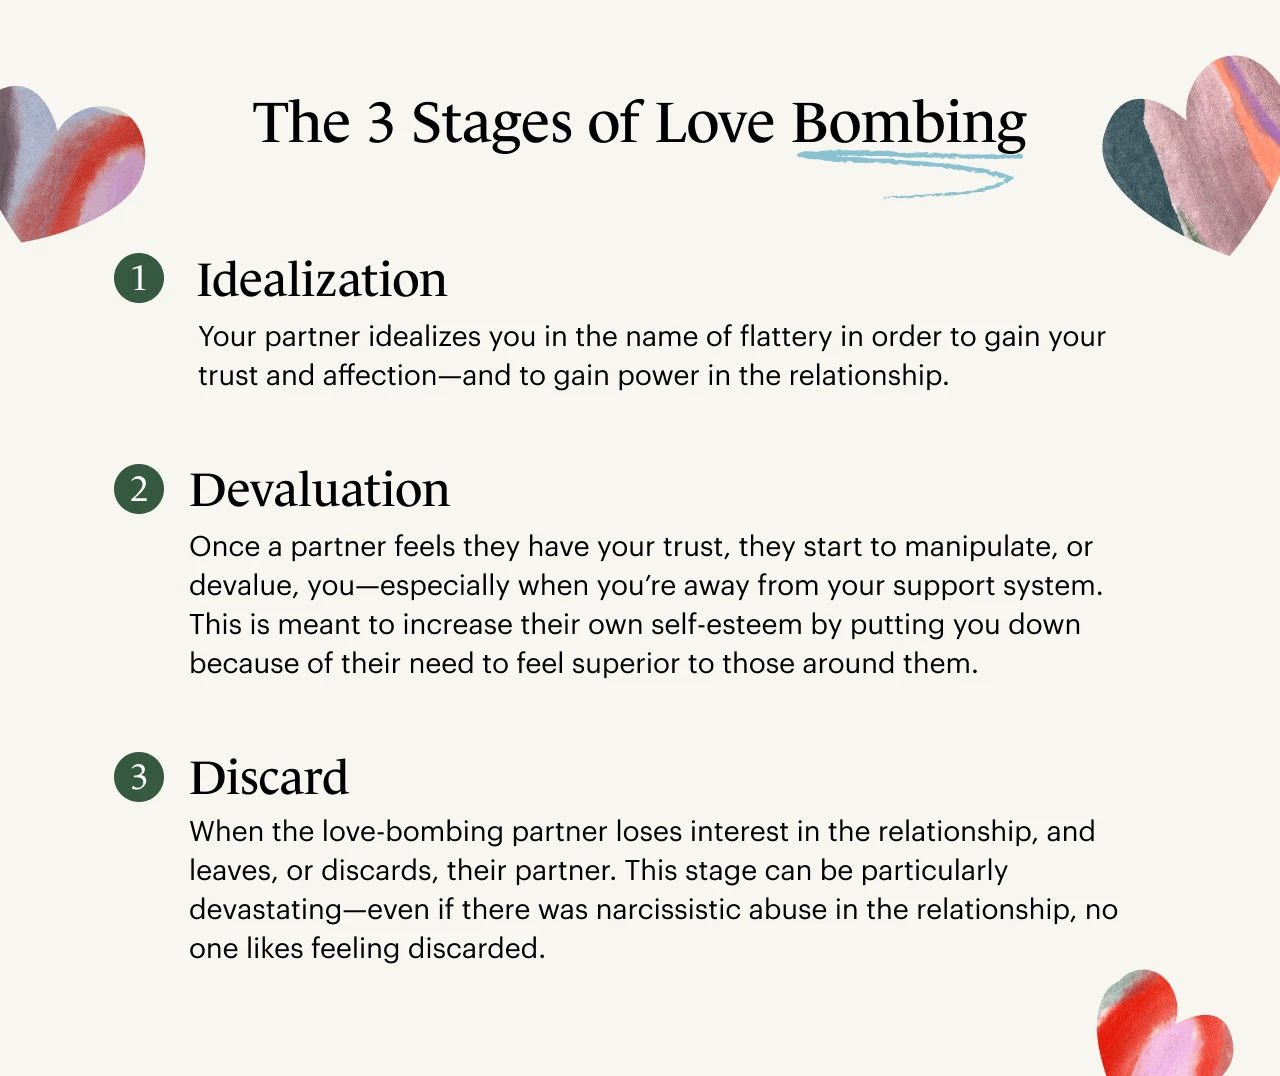 The 3 Stages of Love Bombing
1 Idealization
Your partner idealizes you in the name of flattery in order to gain your
trust and affection—and to gain power in the relationship.
2 Devaluation
Once a partner feels they have your trust, they start to manipulate, or
devalue, you—especially when you’re away from your support system.
This is meant to increase their own self-esteem by putting you down
because of their need to feel superior to those around them.
3 Discard
When the love-bombing partner loses interest in the relationship, and
leaves, or discards, their partner. This stage can be particularly
devastating—even if there was narcissistic abuse in the relationship, no
one likes feeling discarded.